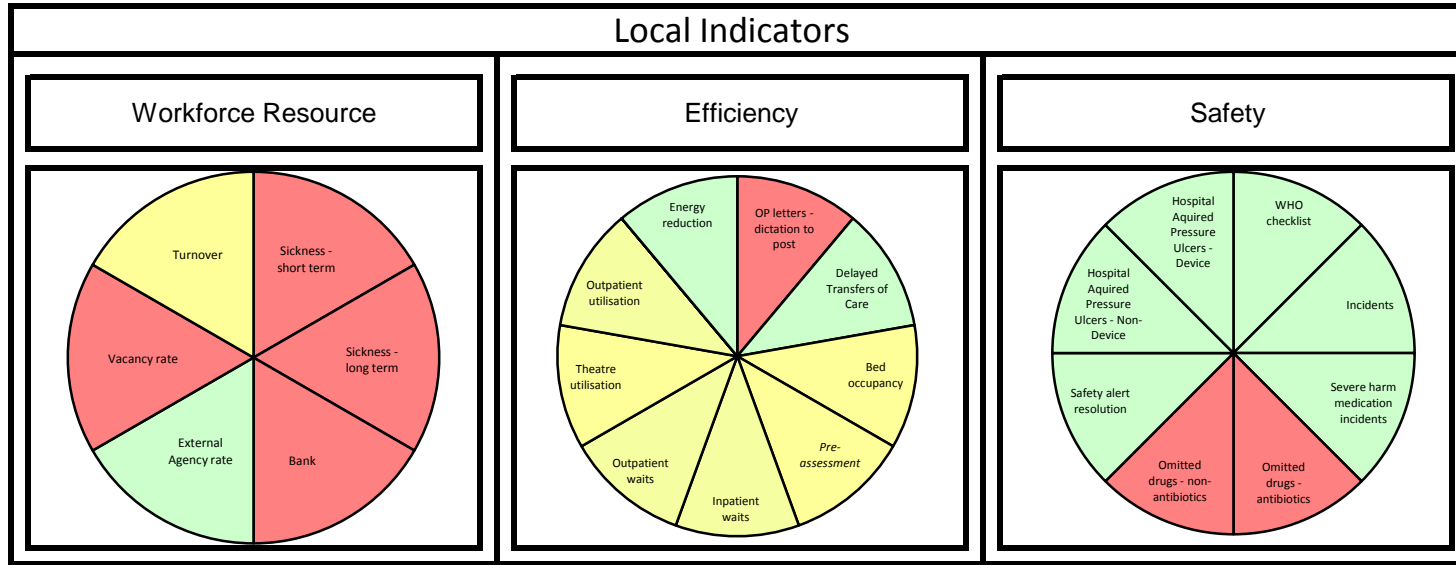 Local Indicators
Workforce Resource
Efficiency
Safety
Turnover
Sickness -
short term
Vacancy rate
Sickness -
long term
External
Agency rate
Bank
Energy
reduction
OP letters -
dictation to
post
Outpatient
utilisation
Delayed
Transfers of
Care
Theatre
utilisation
Bed
occupancy
Outpatient
waits
Pre-
assessment
Inpatient
waits
Hospital
Aquired
Pressure
Ulcers -
Device
WHO
checklist
Hospital
Aquired
Pressure
Ulcers - Non-
Device
Incidents
Safety alert
resolution
Severe harm
medication
incidents
Omitted
drugs - non-
antibiotics
Omitted
drugs -
antibiotics